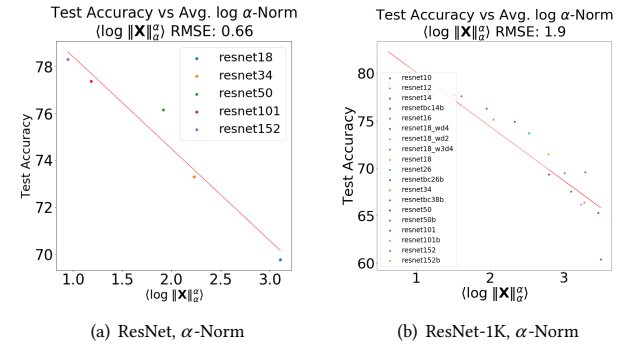 Test Accuracy vs Avg. log α-Norm
⟨log ‖X‖αα⟩ RMSE: 0.66
Test Accuracy
78
76
74
72
70
resnet18
resnet34
resnet50
resnet101
resnet152
1.0 1.5 2.0 2.5 3.0
⟨log ‖X‖αα⟩
(a) ResNet, α-Norm
Test Accuracy vs Avg. log α-Norm
⟨log ‖X‖αα⟩ RMSE: 1.9
Test Accuracy
80
75
70
65
60
resnet10
resnet12
resnet14
resnetbc14b
resnet16
resnet18_wd4
resnet18_wd2
resnet18_w3d4
resnet18
resnet26
resnetbc26b
resnet34
resnetbc38b
resnet50
resnet50b
resnet101
resnet101b
resnet152
resnet152b
1 2 3
⟨log ‖X‖αα⟩
(b) ResNet-1K, α-Norm